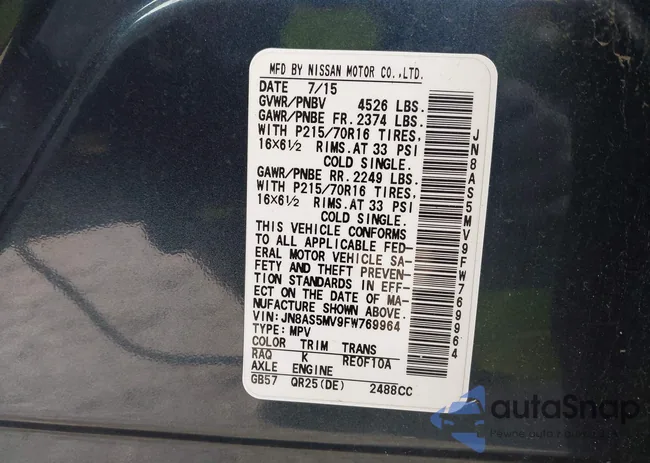 MFD BY NISSAN MOTOR CO.,LTD.
DATE 7/15
GVWR/PNBV 4526 LBS.
GAWR/PNBE FR. 2374 LBS.
WITH P215/70R16 TIRES,
16X6½ RIMS.AT 33 PSI
COLD SINGLE.
GAWR/PNBE RR. 2249 LBS.
WITH P215/70R16 TIRES,
16X6½ RIMS.AT 33 PSI
COLD SINGLE.
THIS VEHICLE CONFORMS
TO ALL APPLICABLE FED-
ERAL MOTOR VEHICLE SA-
FETY AND THEFT PREVEN-
TION STANDARDS IN EFF-
ECT ON THE DATE OF MA-
NUFACTURE SHOWN ABOVE.
VIN: JN8AS5MV9FW769964
TYPE: MPV
COLOR TRIM TRANS
RAQ K RE0F10A
AXLE ENGINE
GB57 QR25(DE) 2488CC
JN8AS5MV9FW769964
autaSnap
Pewne auto z aukcji